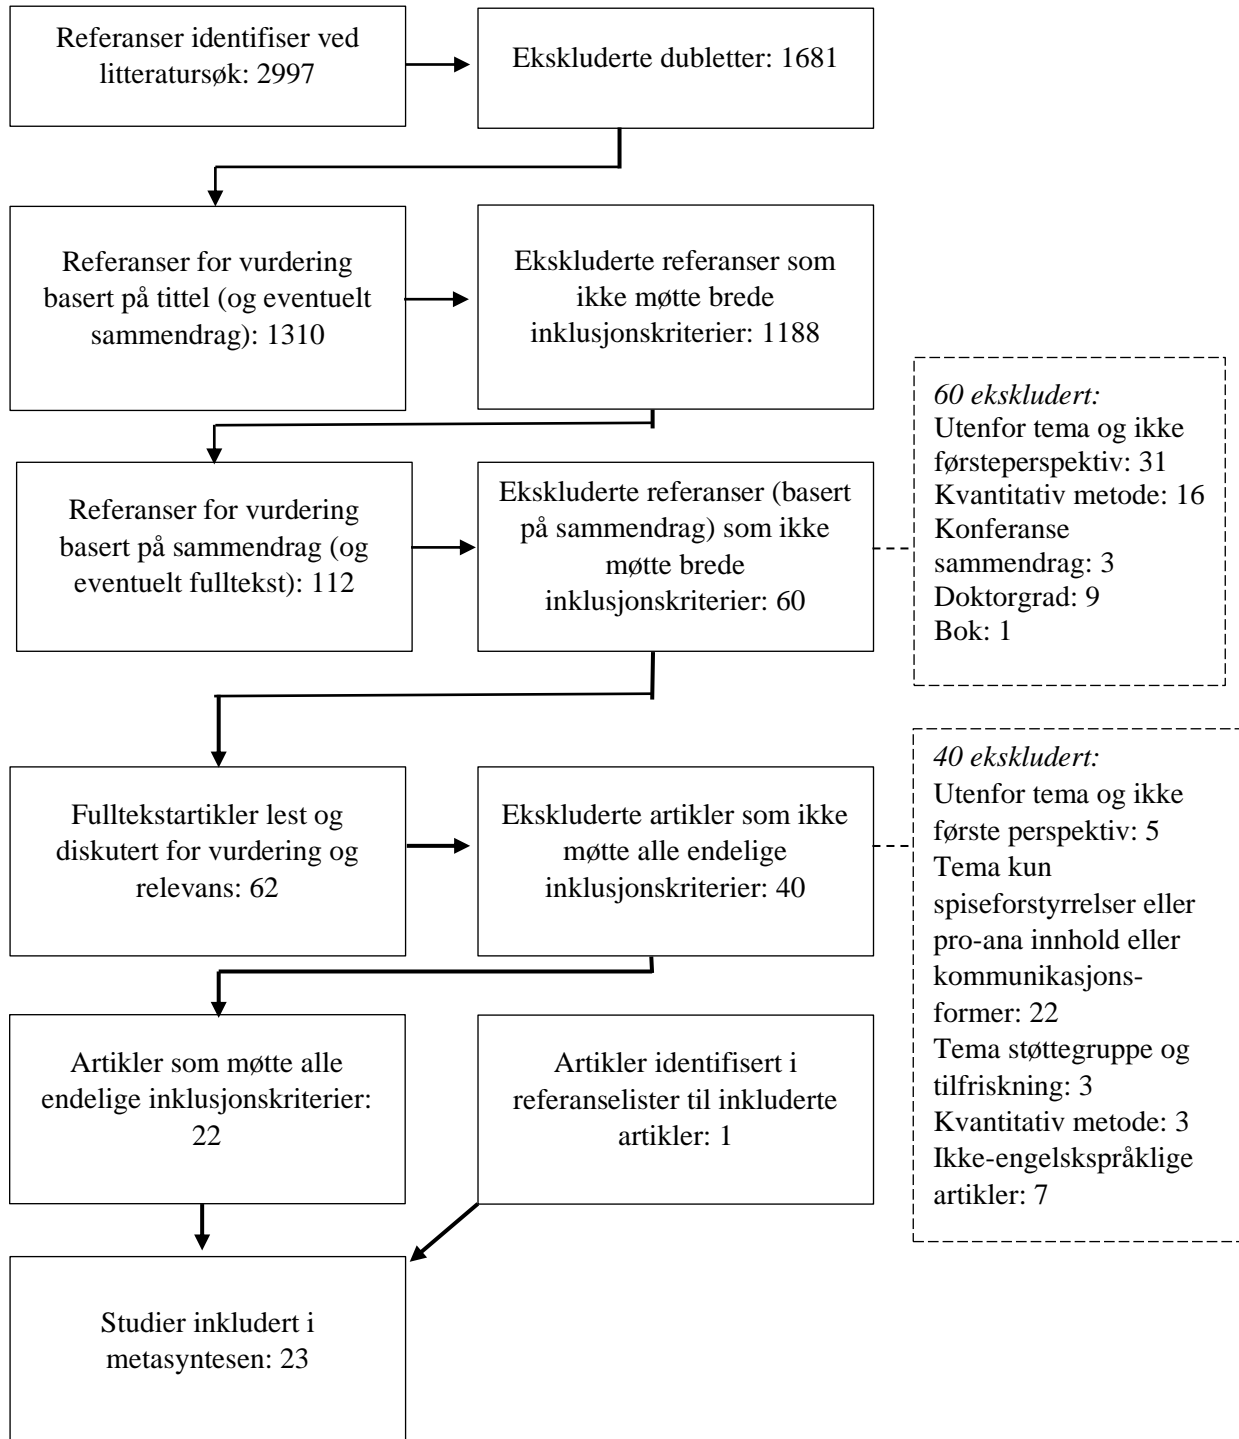 Referanser identifiser ved
litteratursøk: 2997
Ekskluderte dubletter: 1681
Referanser for vurdering
basert på tittel (og eventuelt
sammendrag): 1310
Ekskluderte referanser som
ikke møtte brede
inklusjonskriterier: 1188
Referanser for vurdering
basert på sammendrag (og
eventuelt fulltekst): 112
Ekskluderte referanser (basert
på sammendrag) som ikke
møtte brede
inklusjonskriterier: 60
60 ekskludert:
Utenfor tema og ikke
førsteperspektiv: 31
Kvantitativ metode: 16
Konferanse
sammendrag: 3
Doktorgrad: 9
Bok: 1
Fulltekstartikler lest og
diskutert for vurdering og
relevans: 62
Ekskluderte artikler som ikke
møtte alle endelige
inklusjonskriterier: 40
40 ekskludert:
Utenfor tema og ikke
første perspektiv: 5
Tema kun
spiseforstyrrelser eller
pro-ana innhold eller
kommunikasjons-
former: 22
Tema støttegruppe og
tilfriskning: 3
Kvantitativ metode: 3
Ikke-engelskspråklige
artikler: 7
Artikler som møtte alle
endelige inklusjonskriterier:
22
Artikler identifisert i
referanselister til inkluderte
artikler: 1
Studier inkludert i
metasyntesen: 23